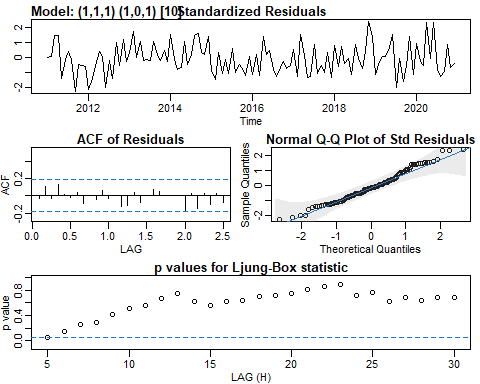 Model: (1,1,1) (1,0,1) [10] Standardized Residuals
-2 0 1 2
2012 2014 2016 2018 2020
Time
ACF of Residuals
ACF
-0.2 0.2
0.0 0.5 1.0 1.5 2.0 2.5
LAG
Normal Q-Q Plot of Std Residuals
Sample Quantiles
-2 0 1 2
-2 -1 0 1 2
Theoretical Quantiles
p values for Ljung-Box statistic
p value
0.0 0.4 0.8
5 10 15 20 25 30
LAG (H)